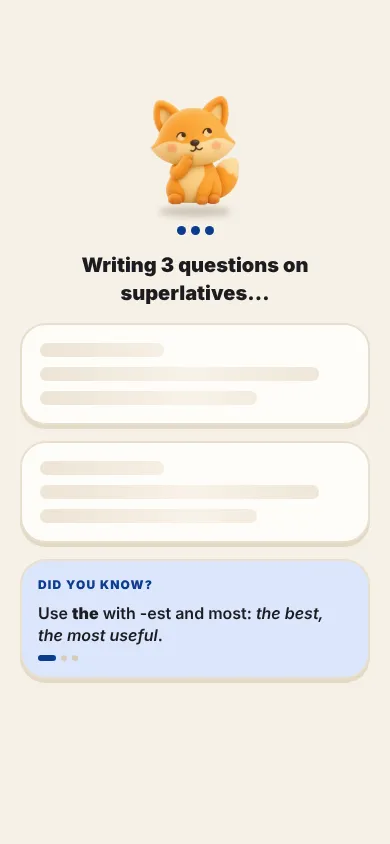 Writing 3 questions on
superlatives...
DID YOU KNOW?
Use the with -est and most: the best,
the most useful.